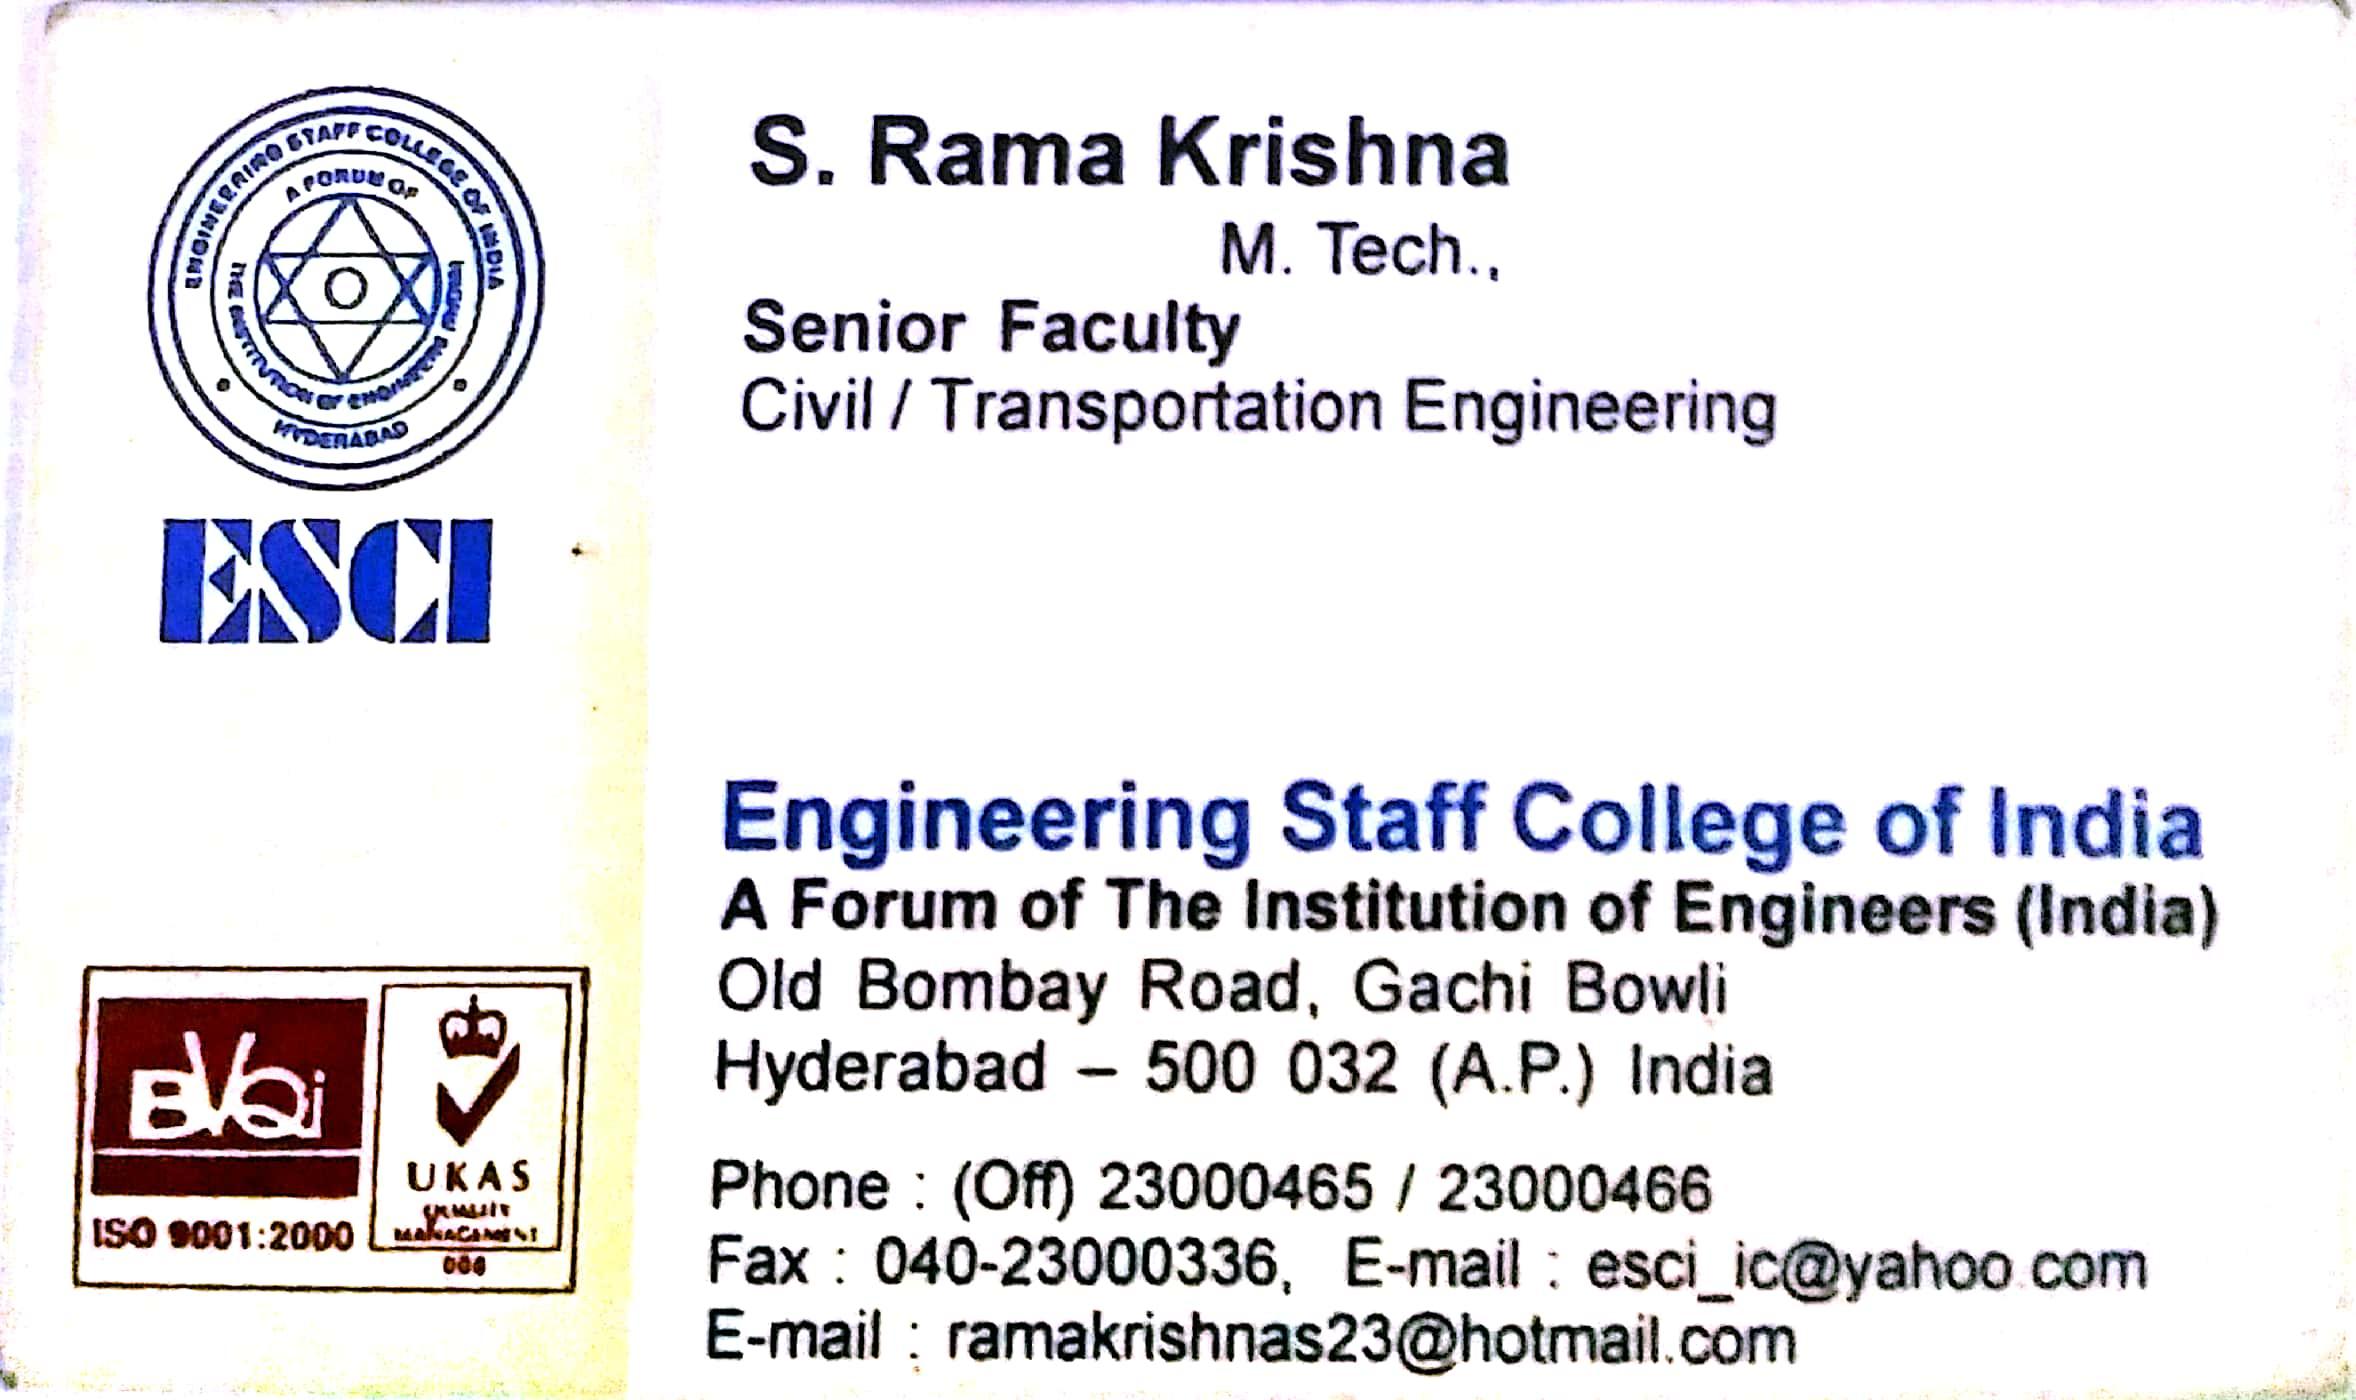 ENGINEERING STAFF COLLEGE OF INDIA
A FORUM OF
THE INSTITUTION OF ENGINEERS (INDIA)
HYDERABAD
ESCI
S. Rama Krishna
M. Tech.,
Senior Faculty
Civil / Transportation Engineering
Engineering Staff College of India
A Forum of The Institution of Engineers (India)
Old Bombay Road, Gachi Bowli
Hyderabad – 500 032 (A.P.) India
Phone : (Off) 23000465 / 23000466
Fax : 040-23000336, E-mail : esci_ic@yahoo.com
E-mail : ramakrishnas23@hotmail.com
BVQi
ISO 9001:2000
UKAS
QUALITY
MANAGEMENT